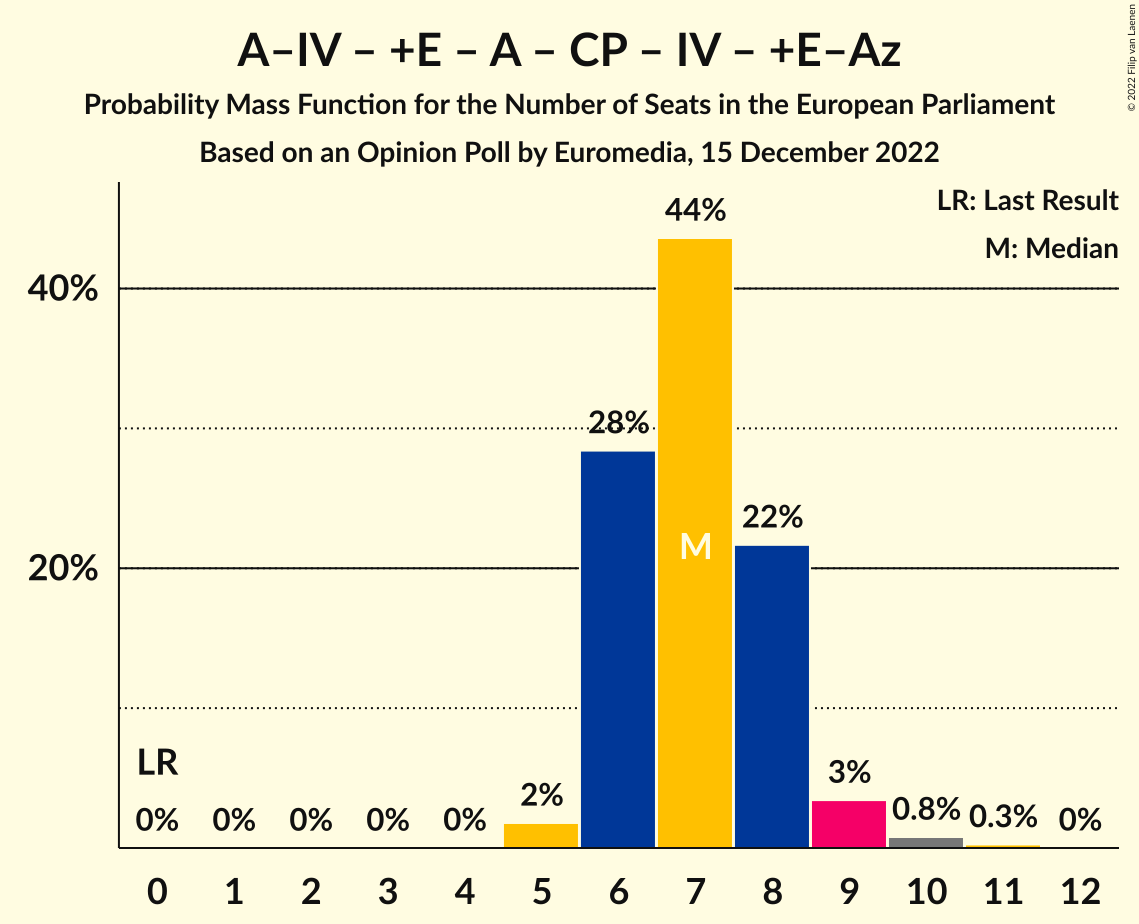 A–IV – +E – A – CP – IV – +E–Az
Probability Mass Function for the Number of Seats in the European Parliament
Based on an Opinion Poll by Euromedia, 15 December 2022
© 2022 Filip van Laenen
LR: Last Result
M: Median
44%
40%
28%
M
22%
20%
LR
0% 0% 0% 0% 0% 2% 3% 0.8% 0.3% 0%
0 1 2 3 4 5 6 7 8 9 10 11 12